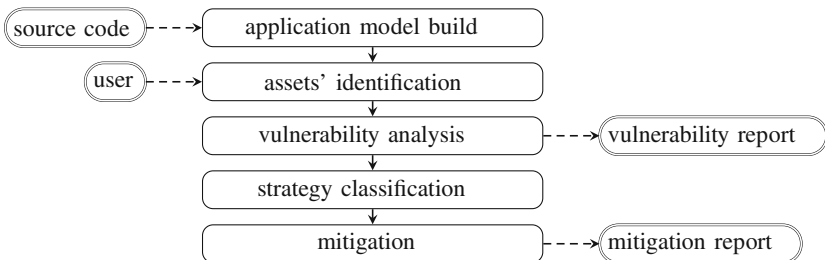 source code
application model build
user
assets' identification
vulnerability analysis
vulnerability report
strategy classification
mitigation
mitigation report